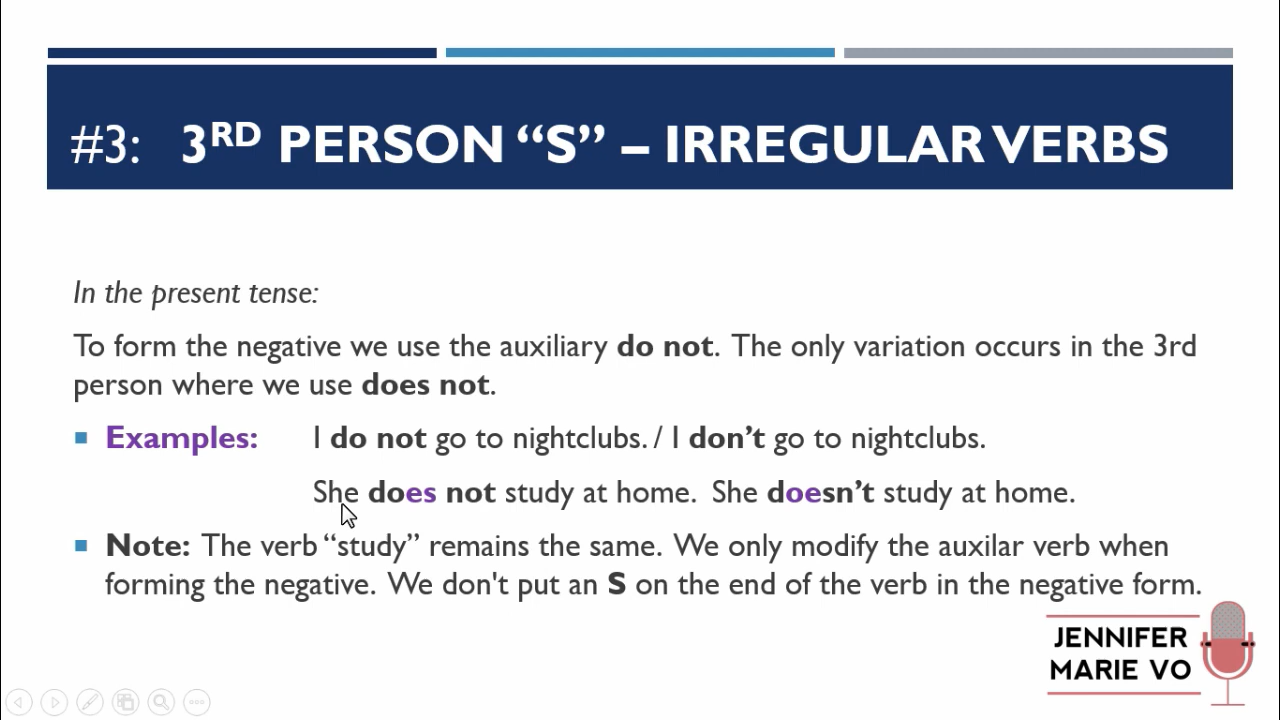 #3: 3RD PERSON “S” – IRREGULAR VERBS
In the present tense:
To form the negative we use the auxiliary do not. The only variation occurs in the 3rd
person where we use does not.
Examples: I do not go to nightclubs. / I don’t go to nightclubs.
She does not study at home. She doesn’t study at home.
Note: The verb “study” remains the same. We only modify the auxilar verb when
forming the negative. We don't put an S on the end of the verb in the negative form.
JENNIFER
MARIE VO